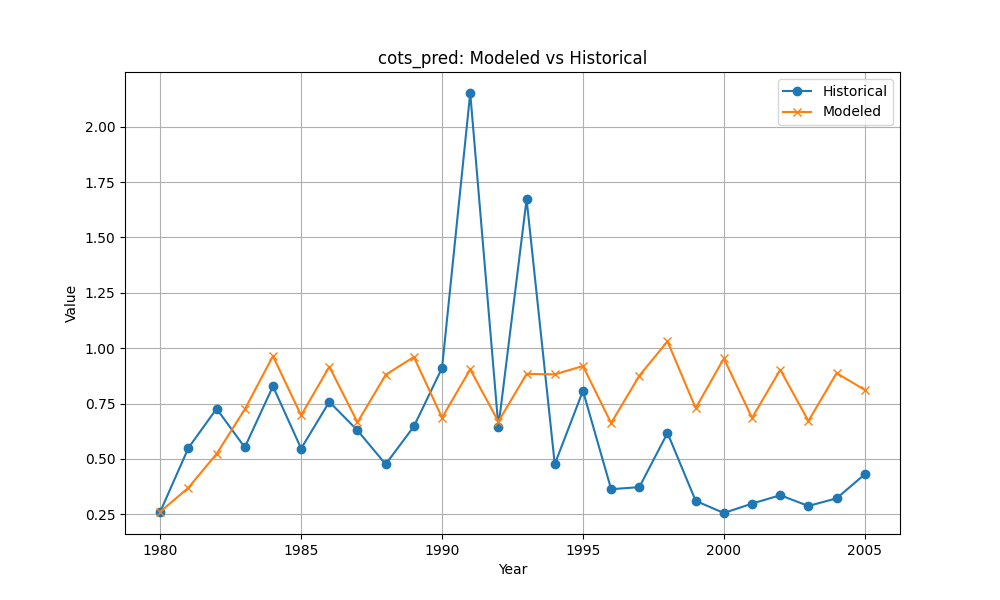 cots_pred: Modeled vs Historical
Historical
Modeled
Value
2.00
1.75
1.50
1.25
1.00
0.75
0.50
0.25
1980 1985 1990 1995 2000 2005
Year